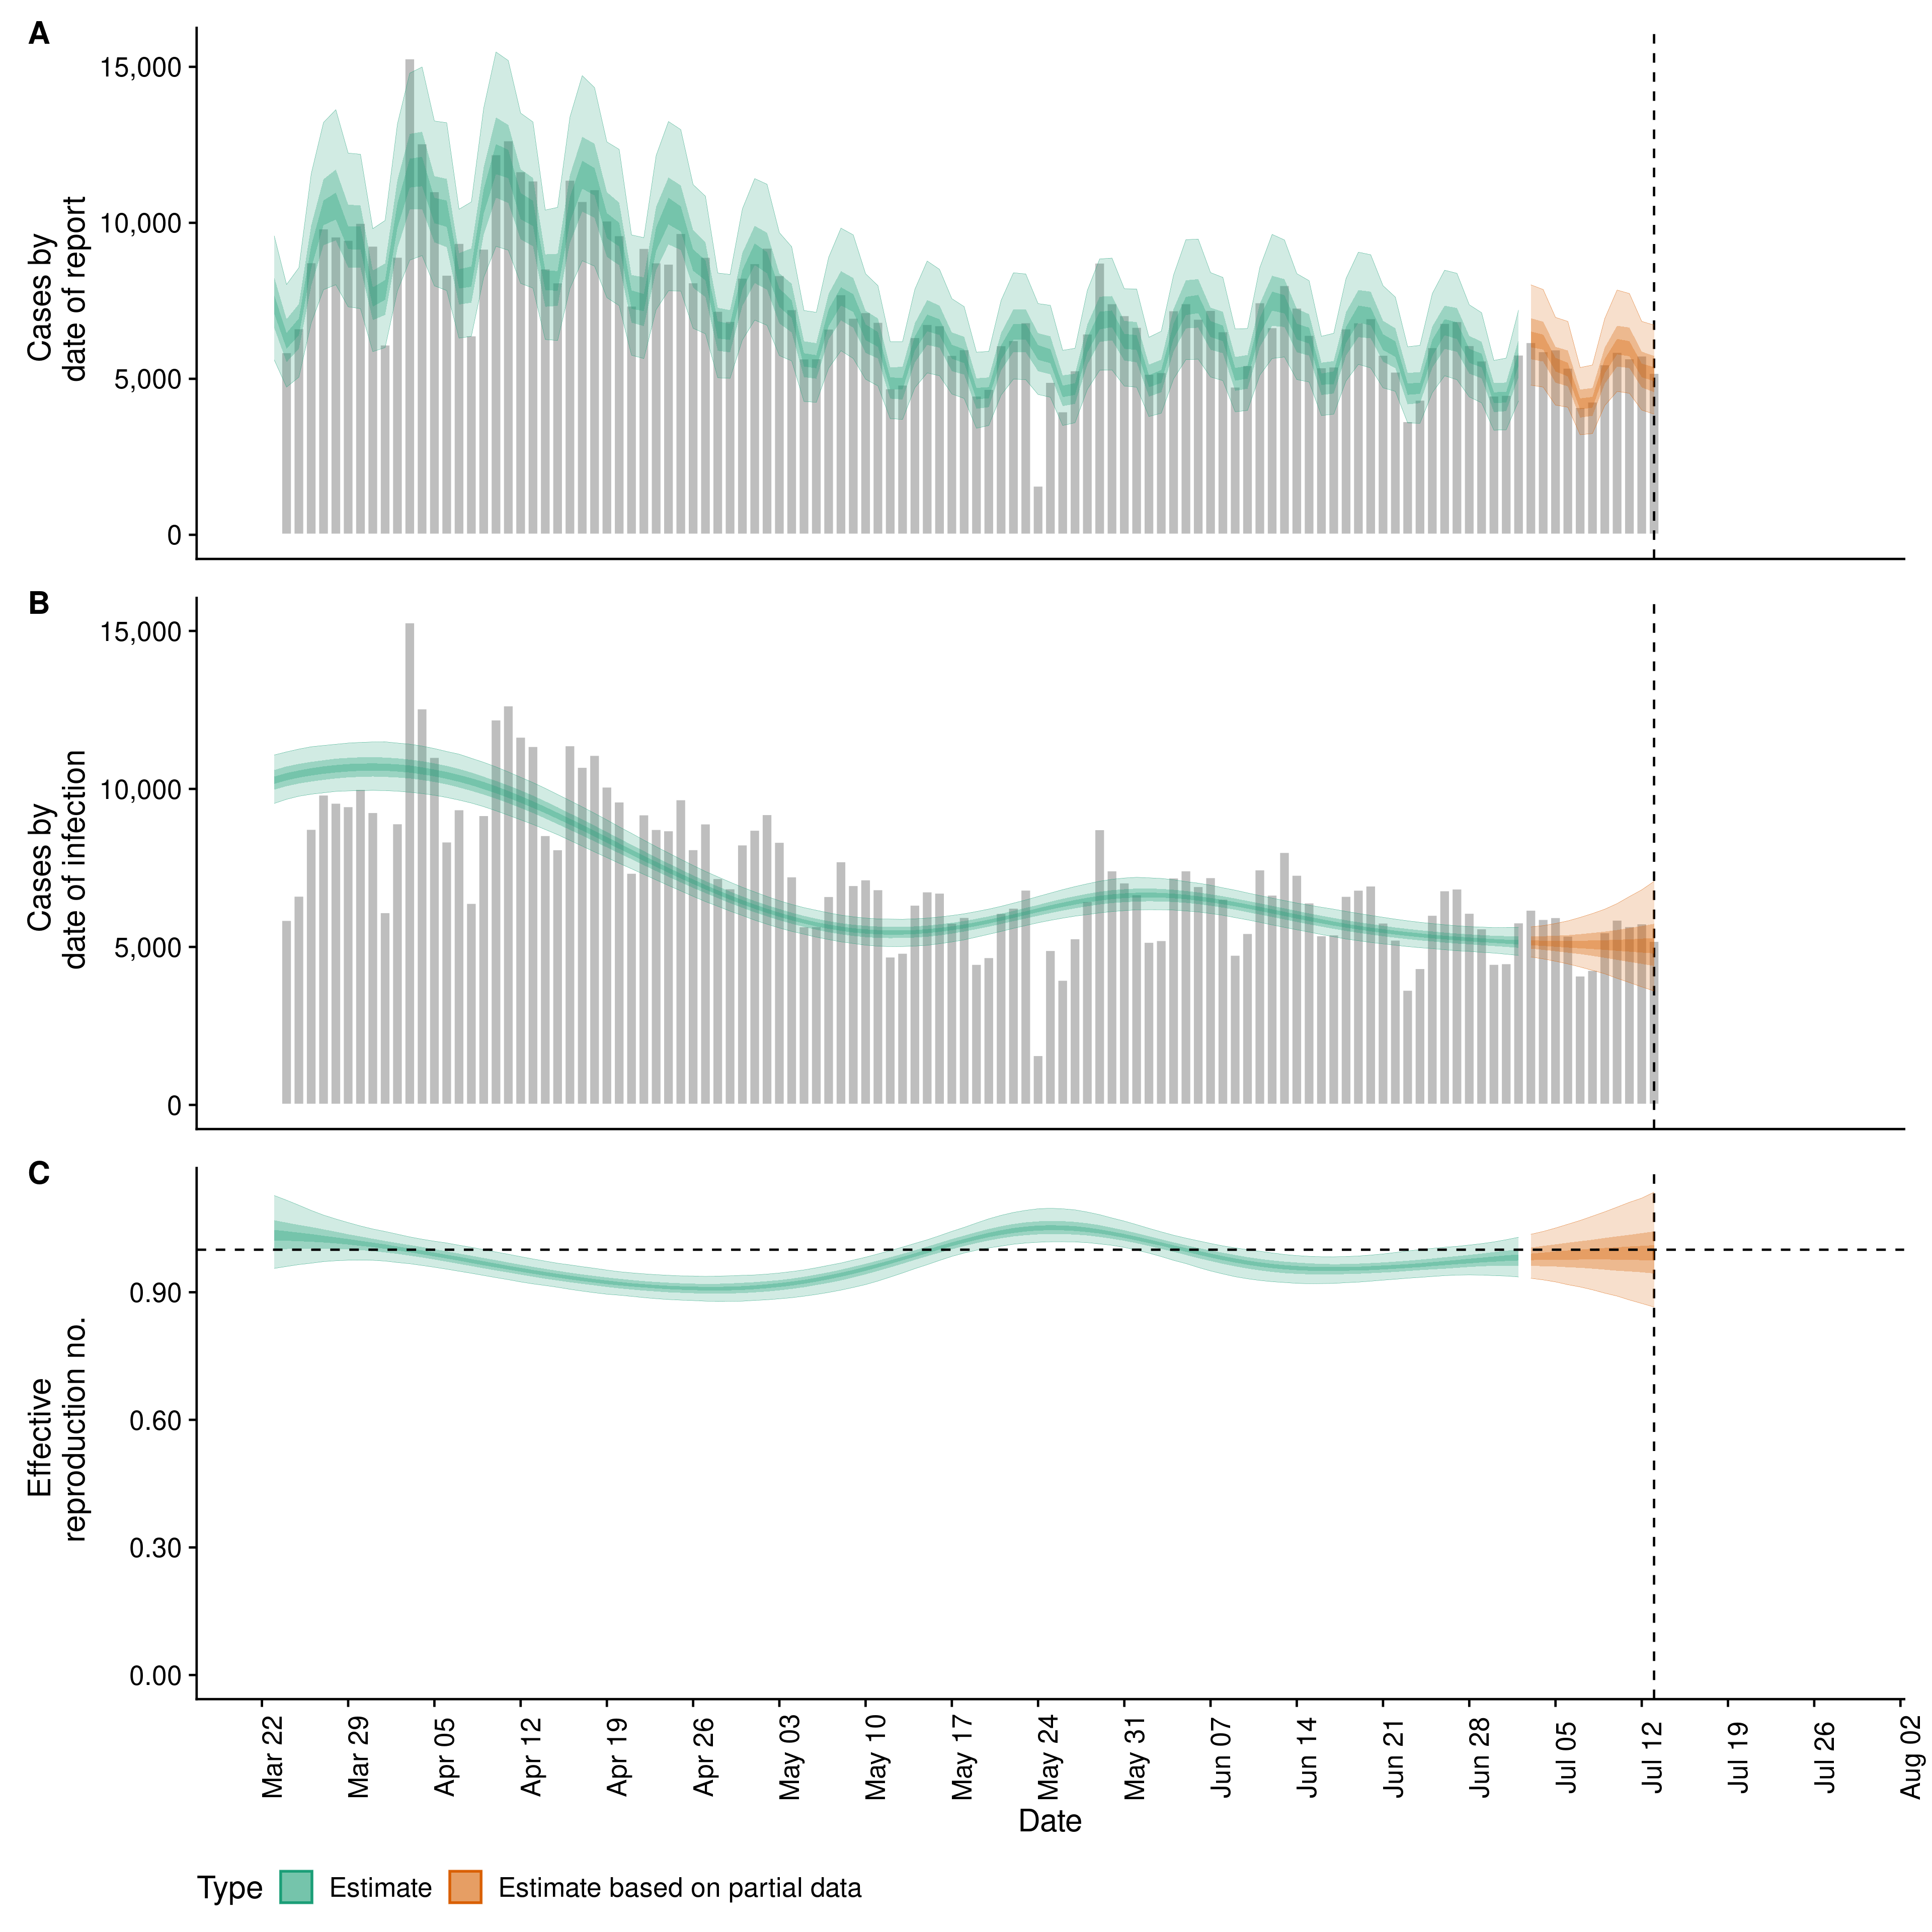 A
Cases by
date of report
15,000
10,000
5,000
0
B
Cases by
date of infection
15,000
10,000
5,000
0
C
Effective
reproduction no.
0.90
0.60
0.30
0.00
Mar 22
Mar 29
Apr 05
Apr 12
Apr 19
Apr 26
May 03
May 10
May 17
May 24
May 31
Jun 07
Jun 14
Jun 21
Jun 28
Jul 05
Jul 12
Jul 19
Jul 26
Aug 02
Date
Type Estimate Estimate based on partial data